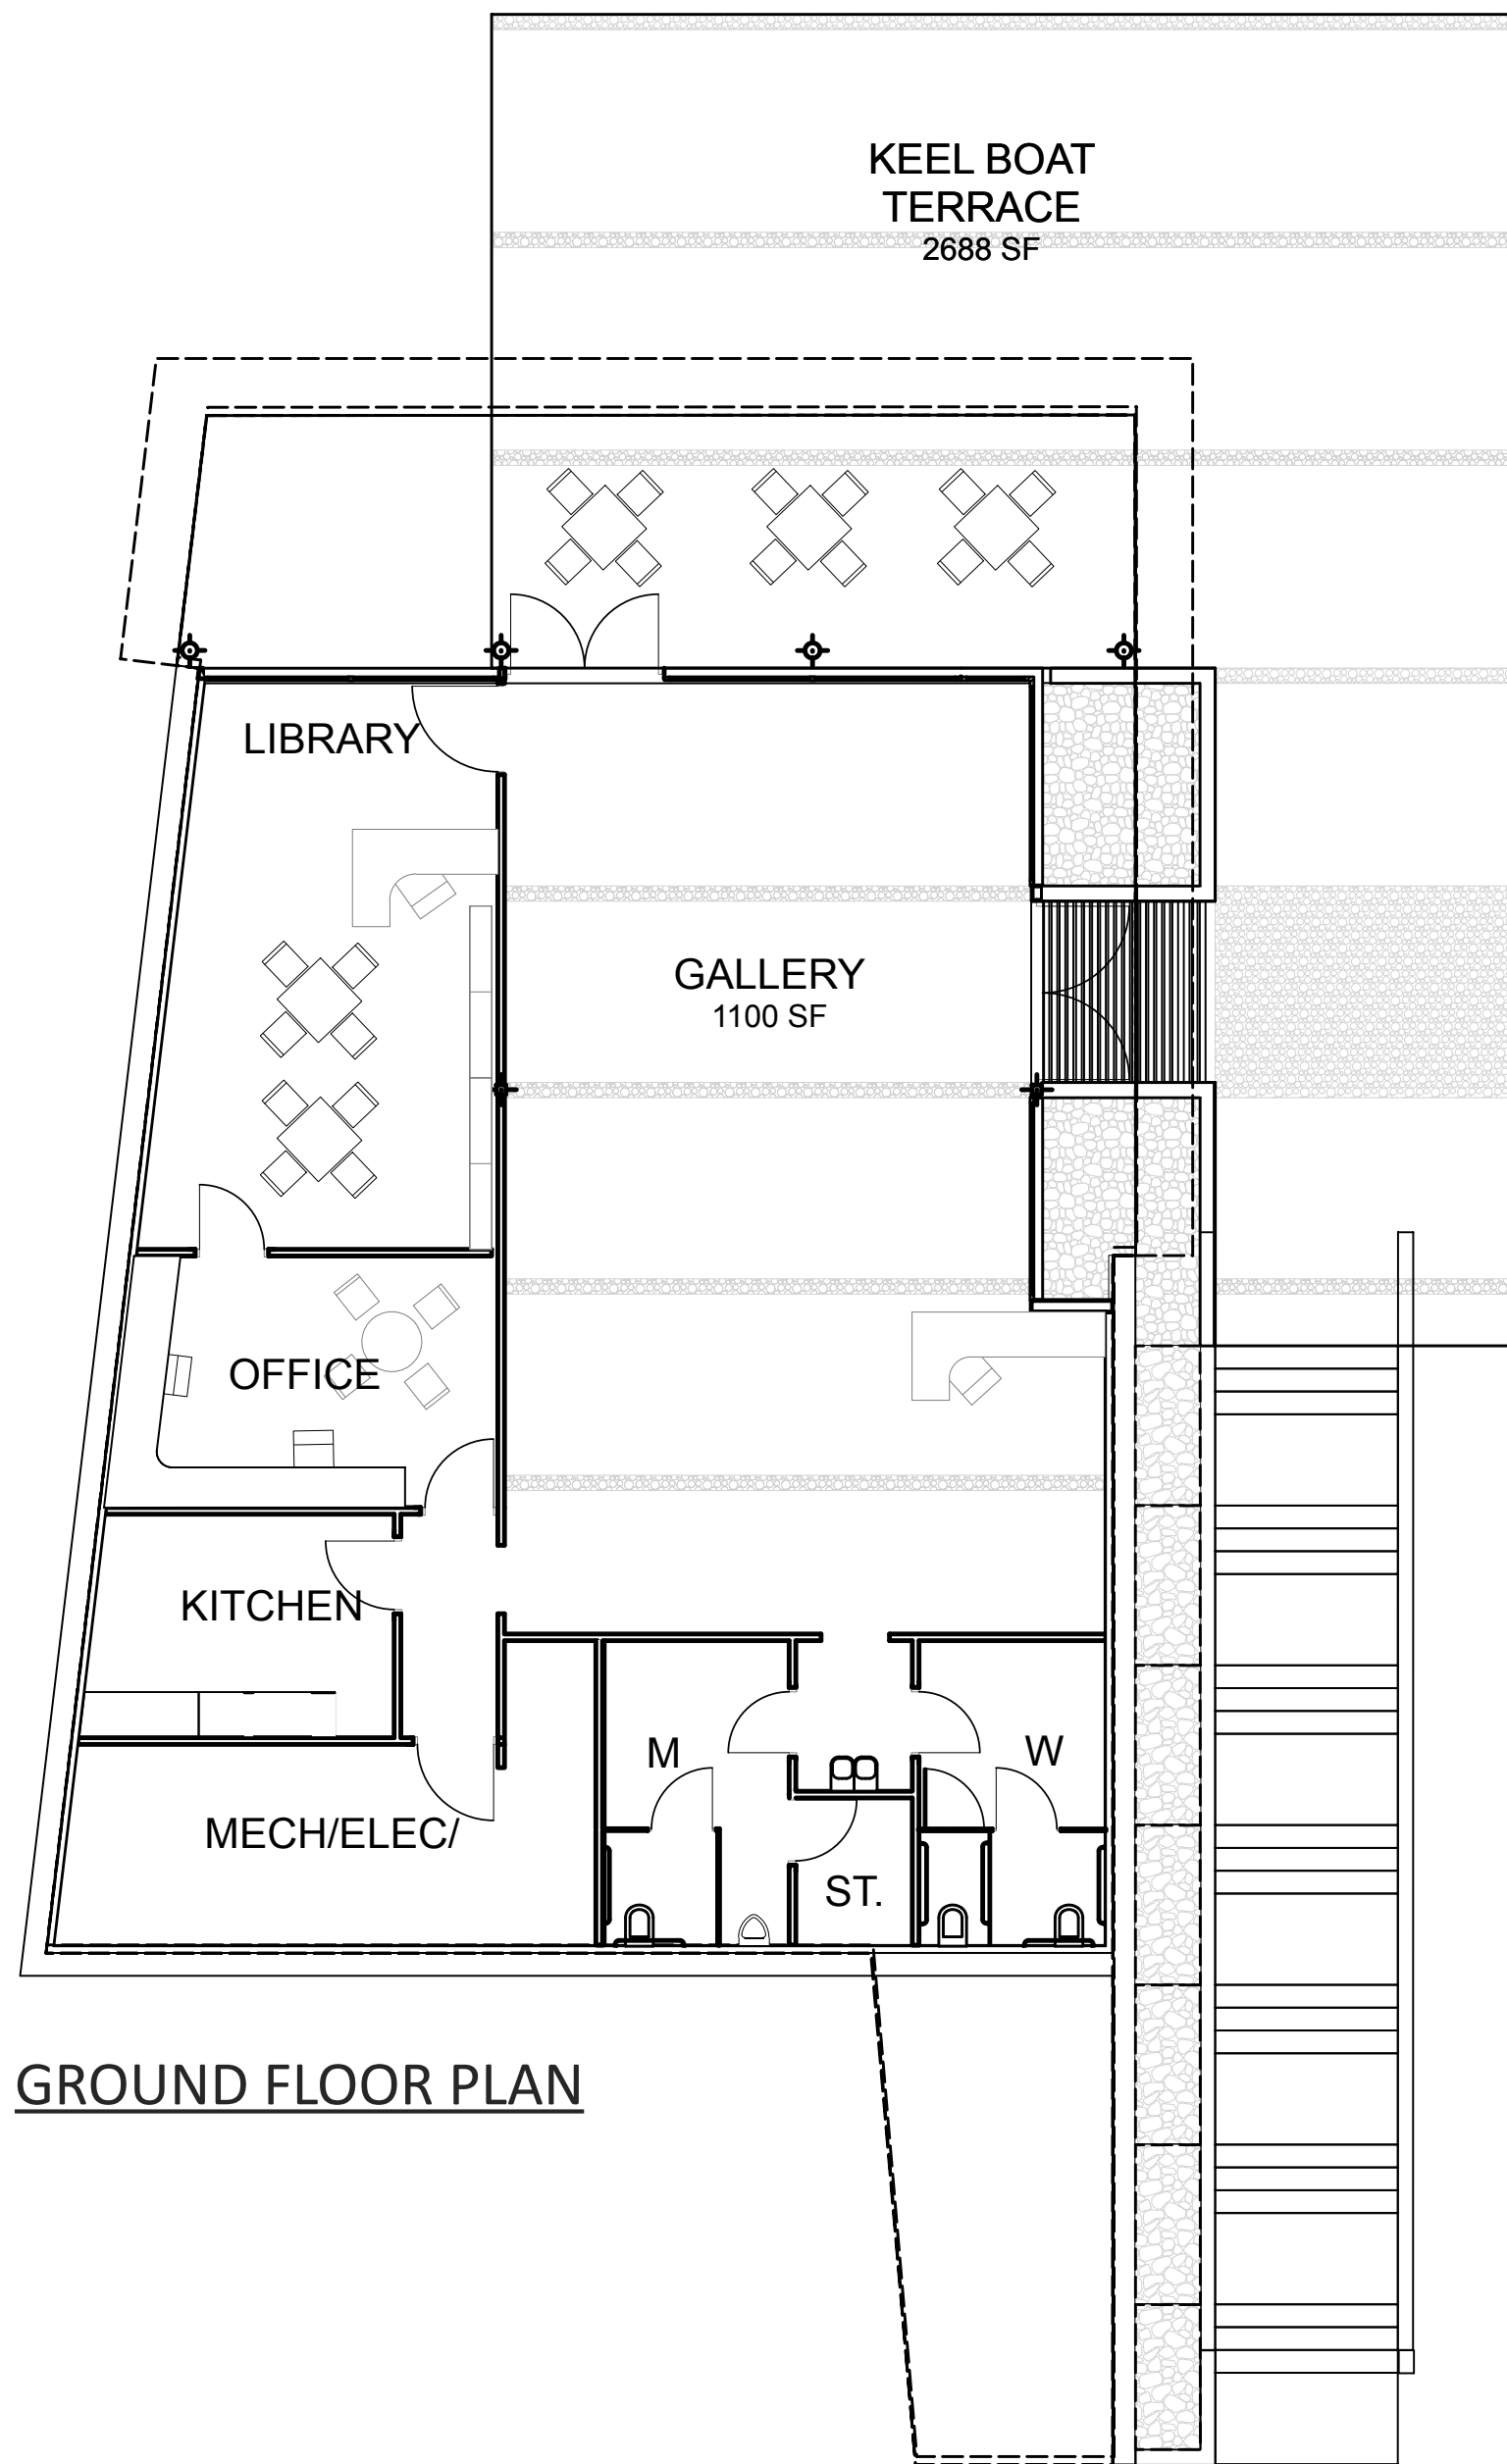 KEEL BOAT
TERRACE
2688 SF
LIBRARY
GALLERY
1100 SF
OFFICE
KITCHEN
M
W
MECH/ELEC/
ST.
GROUND FLOOR PLAN